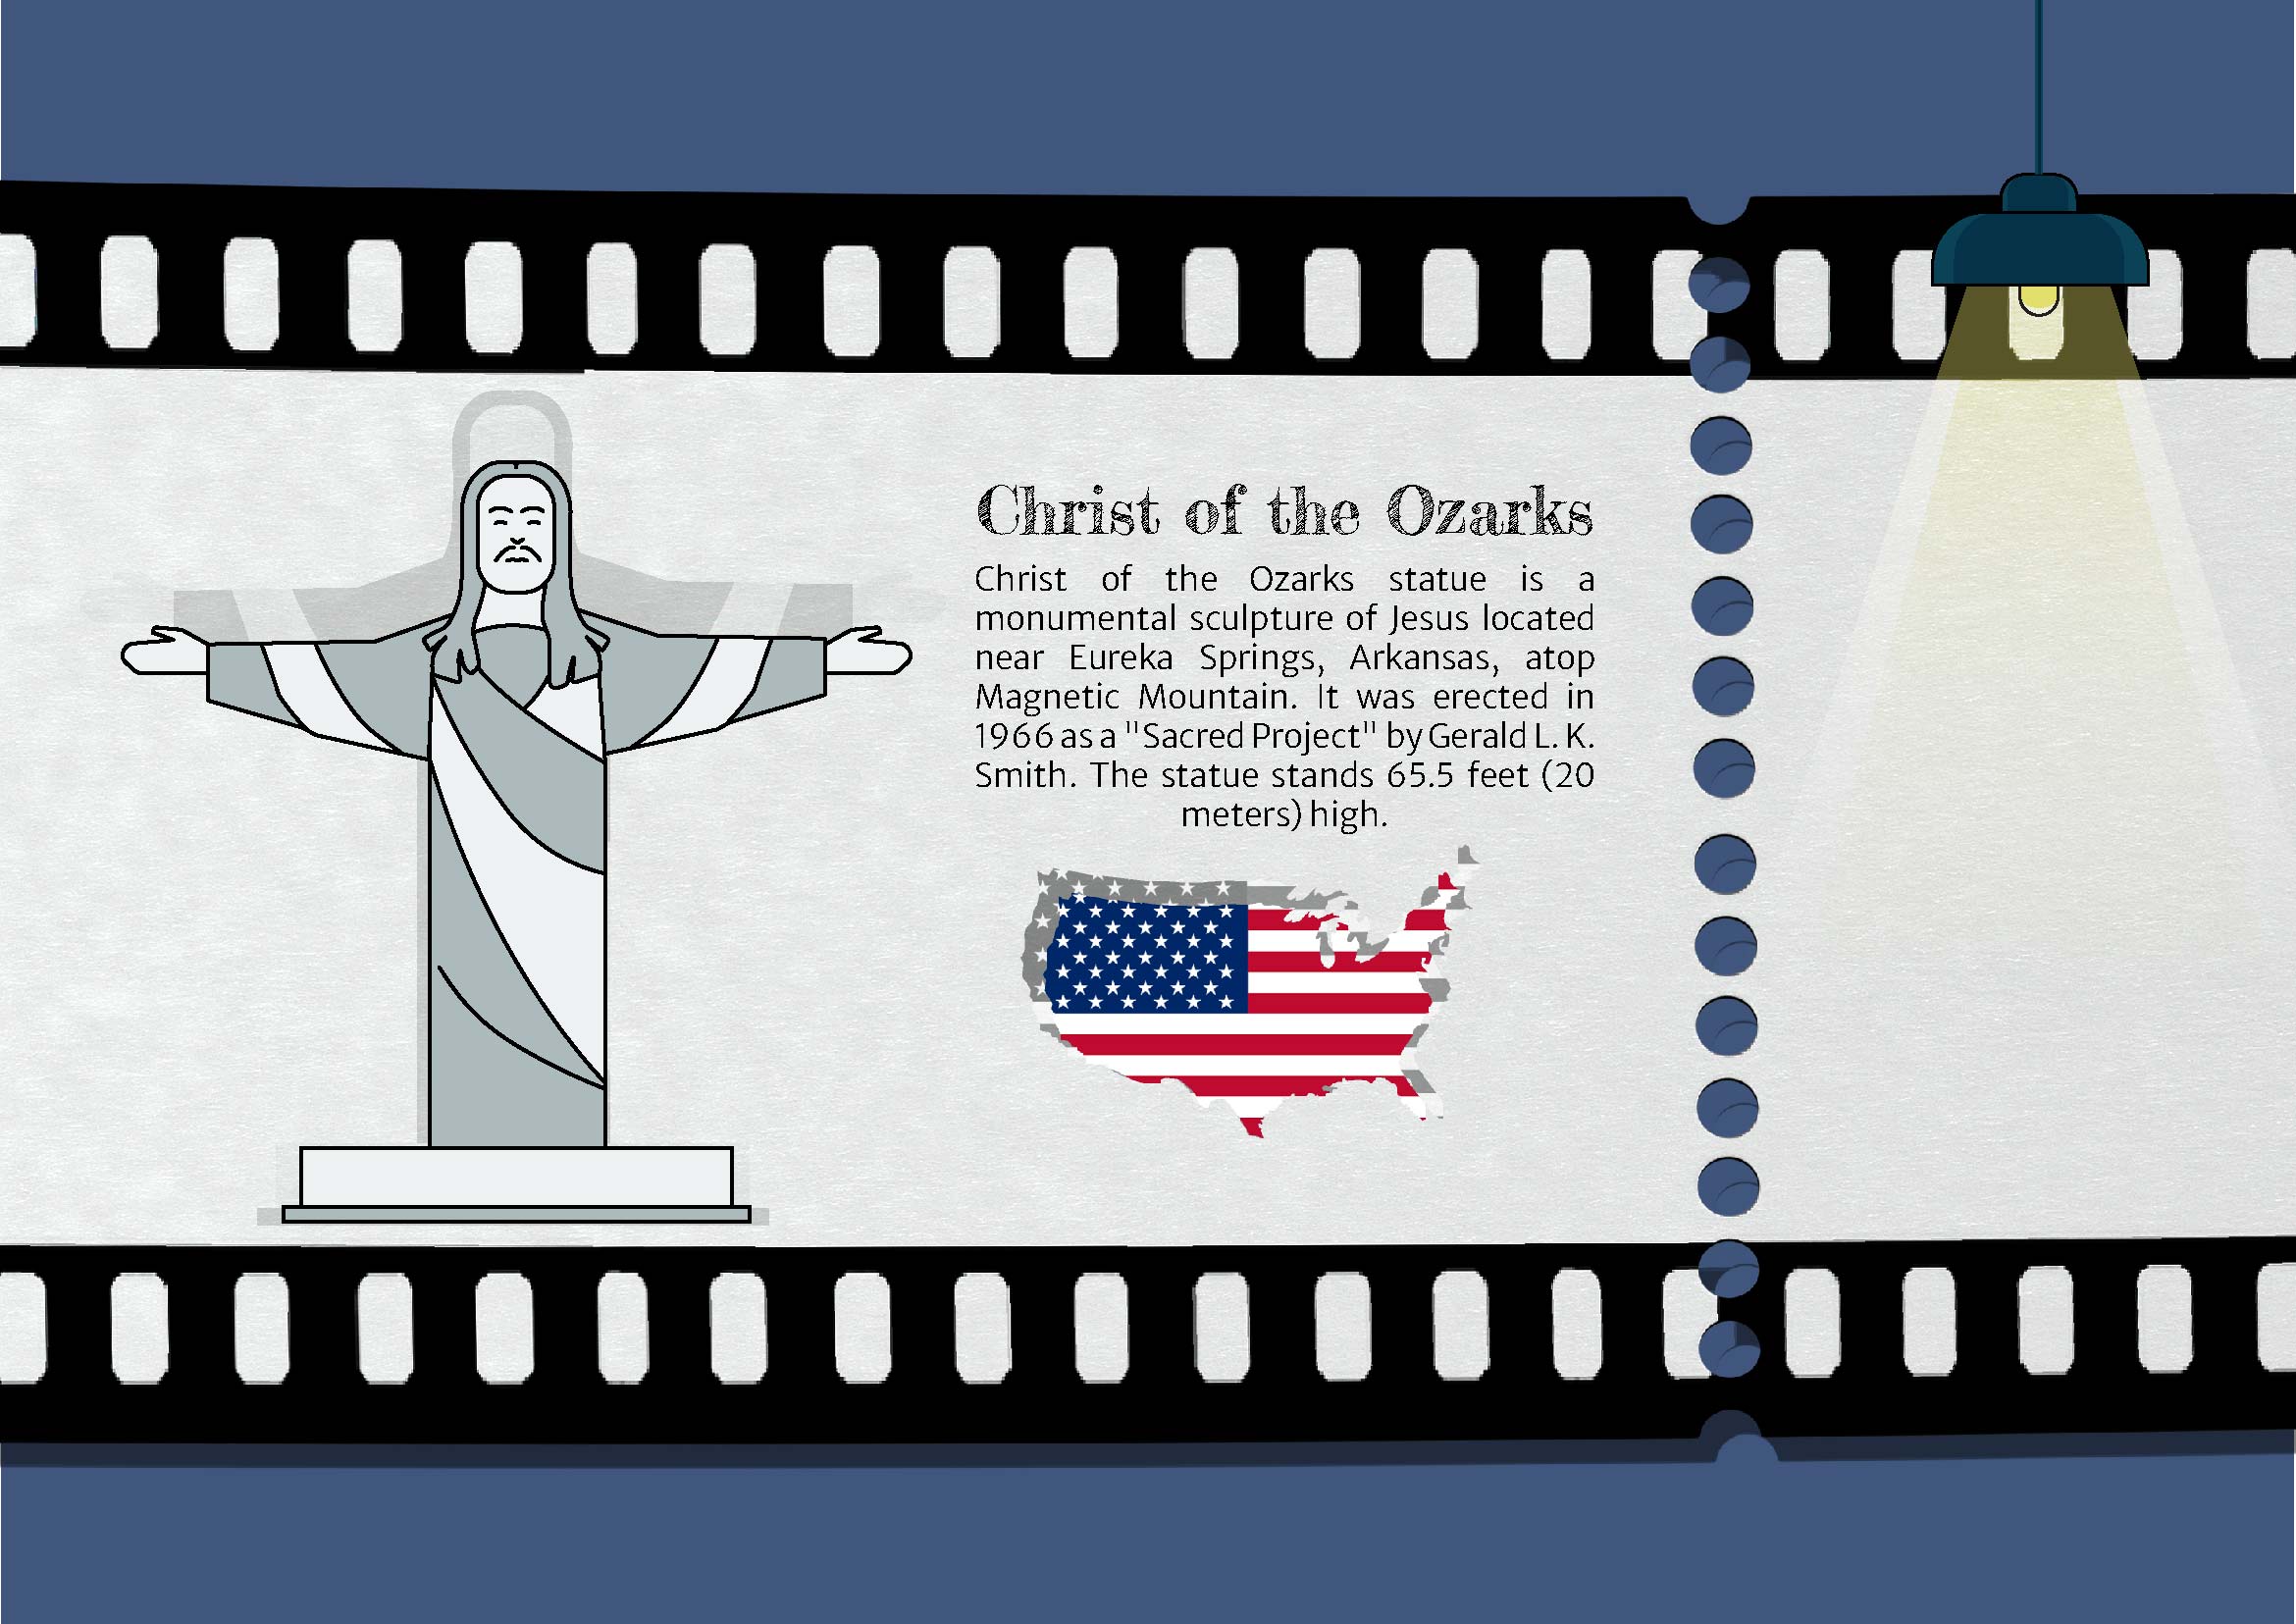 Christ of the Ozarks
Christ of the Ozarks statue is a
monumental sculpture of Jesus located
near Eureka Springs, Arkansas, atop
Magnetic Mountain. It was erected in
1966 as a "Sacred Project" by Gerald L. K.
Smith. The statue stands 65.5 feet (20
meters) high.